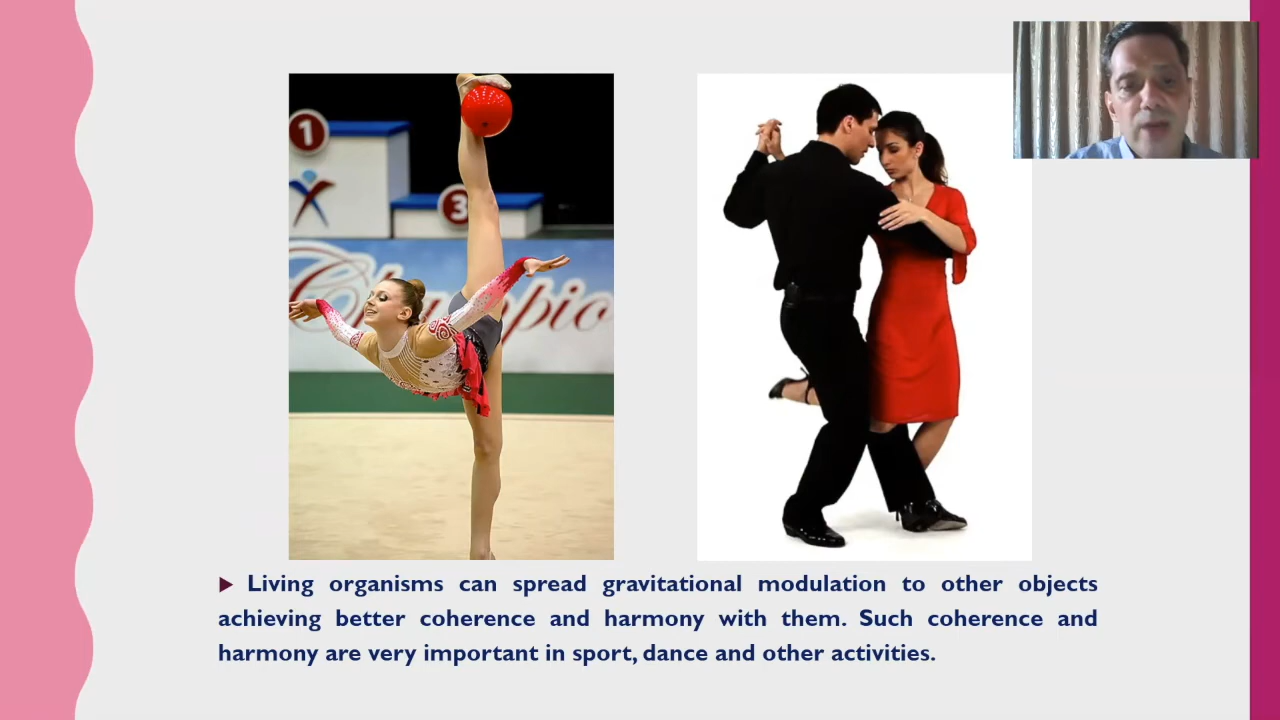 1
3
Olympic
Living organisms can spread gravitational modulation to other objects
achieving better coherence and harmony with them. Such coherence and
harmony are very important in sport, dance and other activities.